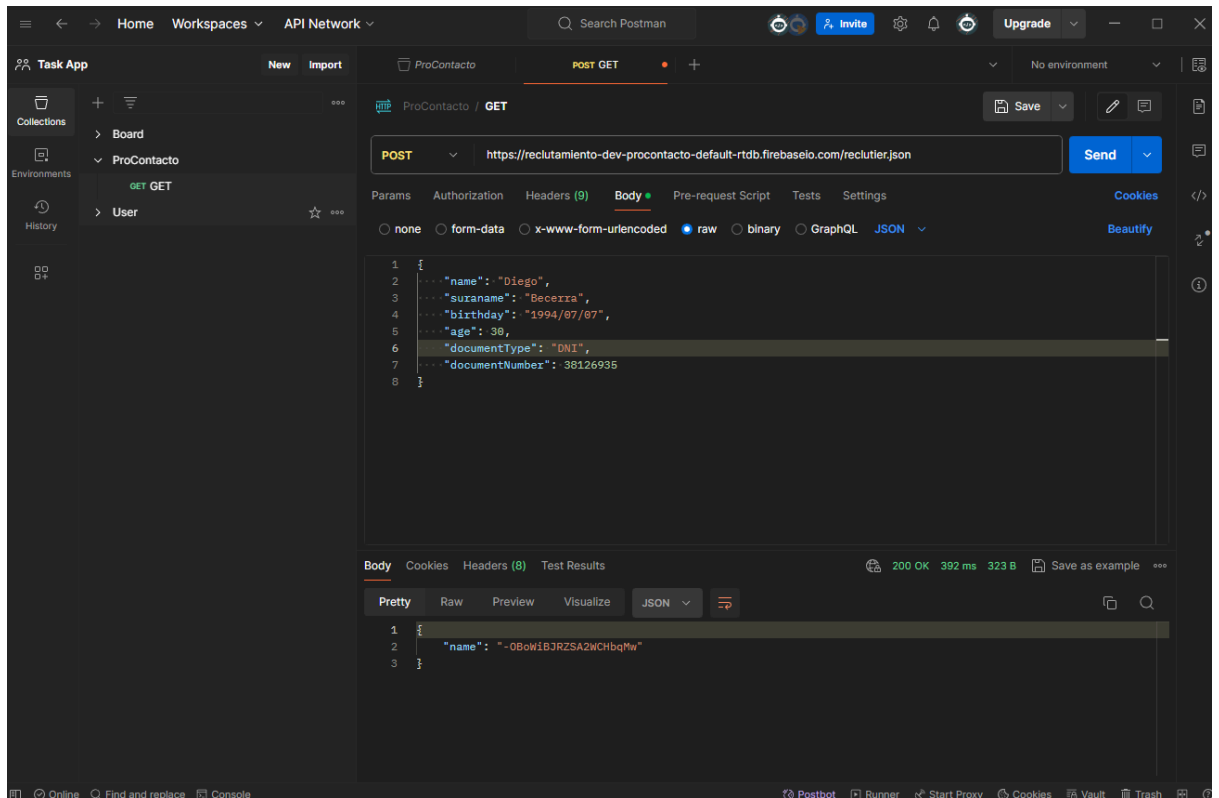 Home Workspaces API Network Search Postman Invite Upgrade
Task App New Import ProContacto POST GET No environment
Collections
Environments
History
Board
ProContacto
GET GET
User
HTTP ProContacto / GET Save
POST https://reclutamiento-dev-procontacto-default-rtdb.firebaseio.com/reclutier.json Send
Params Authorization Headers (9) Body Pre-request Script Tests Settings Cookies
none form-data x-www-form-urlencoded raw binary GraphQL JSON Beautify
1 {
2 "name": "Diego",
3 "suraname": "Becerra",
4 "birthday": "1994/07/07",
5 "age": 30,
6 "documentType": "DNI",
7 "documentNumber": 38126935
8 }
Body Cookies Headers (8) Test Results 200 OK 392 ms 323 B Save as example
Pretty Raw Preview Visualize JSON
1 {
2 "name": "-OBoWiBJRZSA2WCHbqMw"
3 }
Online Find and replace Console Postbot Runner Start Proxy Cookies Vault Trash